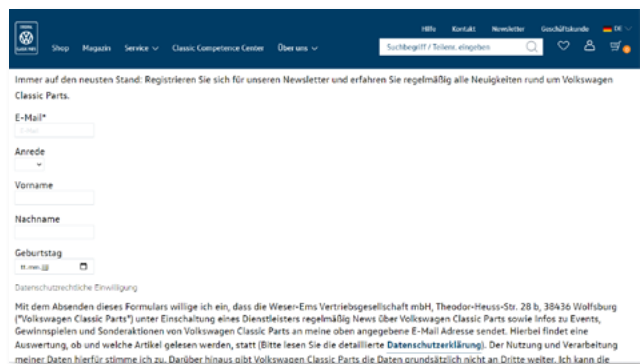 CLASSIC PARTS
Hilfe Kontakt Newsletter Geschäftskunde DE
Shop Magazin Service Classic Competence Center Über uns
Suchbegriff / Teilenr. eingeben
0
Immer auf den neusten Stand: Registrieren Sie sich für unseren Newsletter und erfahren Sie regelmäßig alle Neuigkeiten rund um Volkswagen
Classic Parts.
E-Mail*
E-Mail
Anrede
Vorname
Nachname
Geburtstag
tt.mm.jjjj
Datenschutzrechtliche Einwilligung
Mit dem Absenden dieses Formulars willige ich ein, dass die Weser-Ems Vertriebsgesellschaft mbH, Theodor-Heuss-Str. 28 b, 38436 Wolfsburg
("Volkswagen Classic Parts") unter Einschaltung eines Dienstleisters regelmäßig News über Volkswagen Classic Parts sowie Infos zu Events,
Gewinnspielen und Sonderaktionen von Volkswagen Classic Parts an meine oben angegebene E-Mail Adresse sendet. Hierbei findet eine
Auswertung, ob und welche Artikel gelesen werden, statt (Bitte lesen Sie die detaillierte Datenschutzerklärung). Der Nutzung und Verarbeitung
meiner Daten hierfür stimme ich zu. Darüber hinaus gibt Volkswagen Classic Parts die Daten grundsätzlich nicht an Dritte weiter. Ich kann die